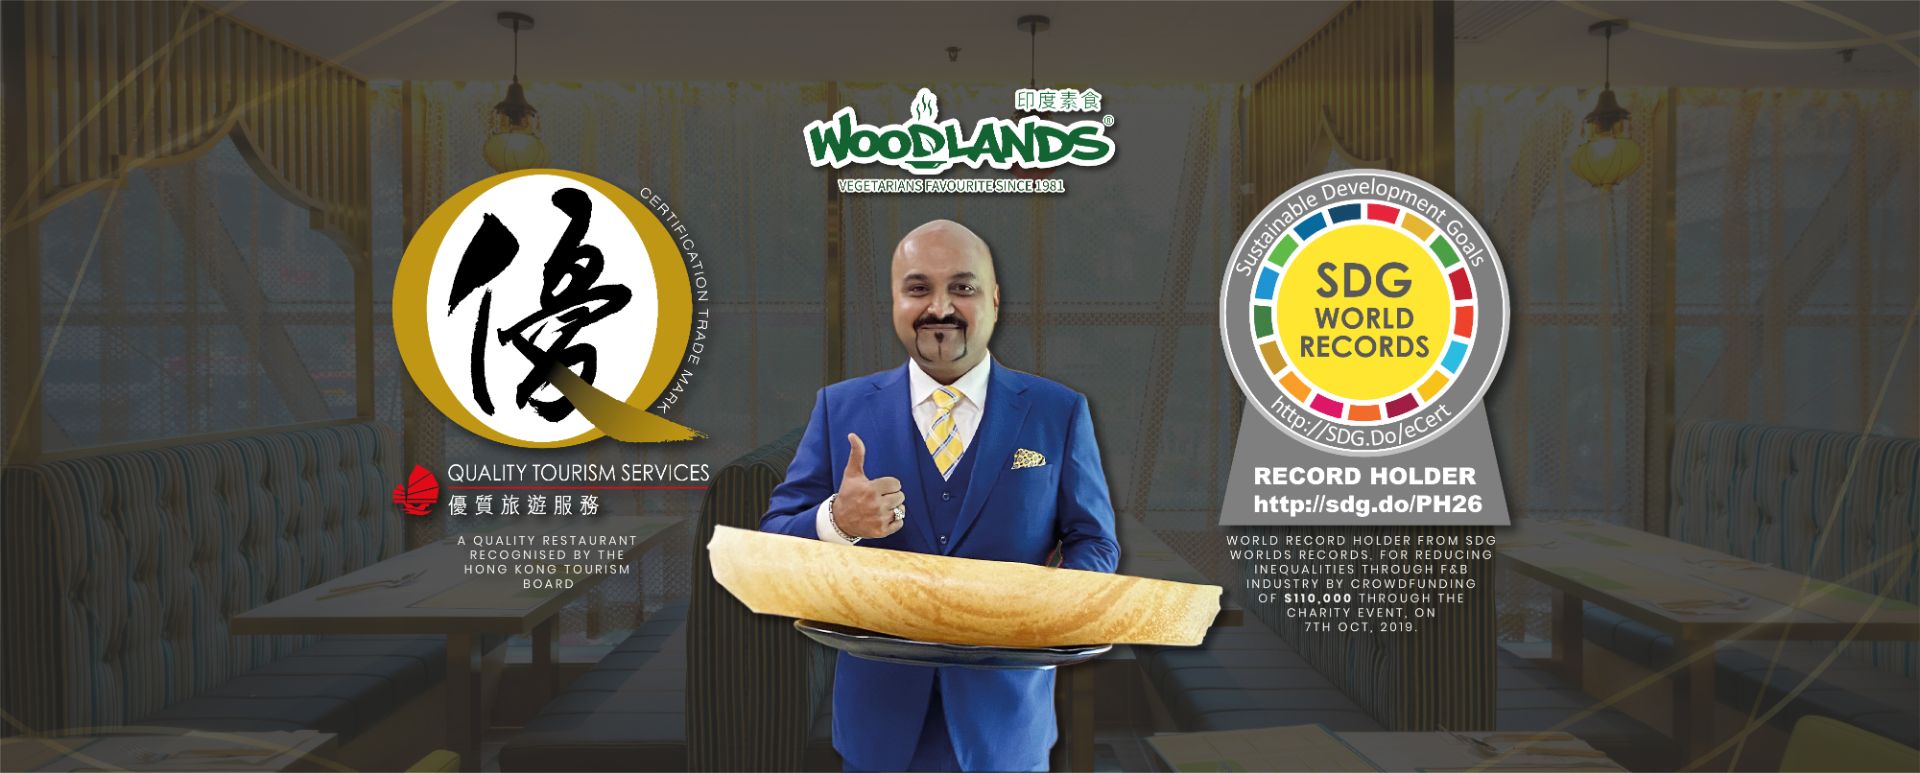 印度素食
WOODLANDS®
VEGETARIANS FAVOURITE SINCE 1981
優
CERTIFICATION TRADE MARK
QUALITY TOURISM SERVICES
優質旅遊服務
A QUALITY RESTAURANT
RECOGNISED BY THE
HONG KONG TOURISM
BOARD
Sustainable Development Goals
SDG
WORLD
RECORDS
http://SDG.Do/eCert
RECORD HOLDER
http://sdg.do/PH26
WORLD RECORD HOLDER FROM SDG
WORLDS RECORDS. FOR REDUCING
INEQUALITIES THROUGH F&B
INDUSTRY BY CROWDFUNDING
OF $110,000 THROUGH THE
CHARITY EVENT, ON
7TH OCT, 2019.